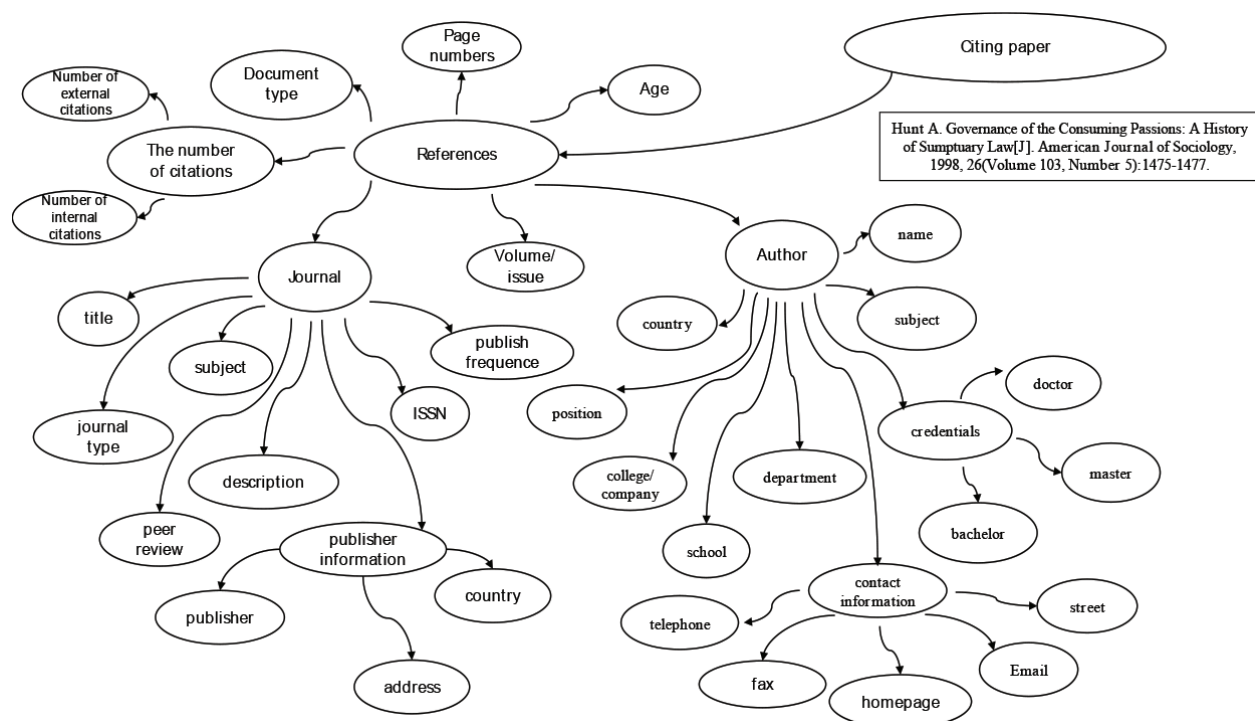 Citing paper
Page
numbers
Document
type
Age
Number of
external
citations
The number
of citations
References
Number of
internal
citations
Hunt A. Governance of the Consuming Passions: A History
of Sumptuary Law[J]. American Journal of Sociology,
1998, 26(Volume 103, Number 5):1475-1477.
Journal
Volume/
issue
Author
name
title
subject
publish
frequence
country
subject
journal
type
ISSN
position
doctor
credentials
description
college/
company
department
master
peer
review
publisher
information
school
bachelor
publisher
country
contact
information
telephone
street
address
fax
homepage
Email